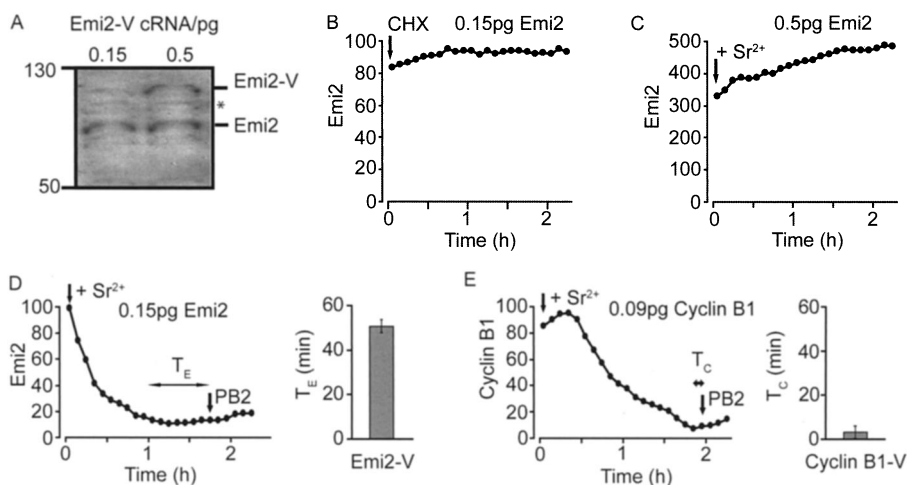 A
Emi2-V cRNA/pg
0.15 0.5
130
Emi2-V
*
Emi2
50
B
CHX 0.15pg Emi2
100
80
60
40
20
0
Emi2
0 1 2
Time (h)
C
0.5pg Emi2
+ Sr²⁺
500
400
300
200
100
0
Emi2
0 1 2
Time (h)
D
+ Sr²⁺
0.15pg Emi2
100
80
60
40
20
0
Emi2
T_E
PB2
0 1 2
Time (h)
60
40
20
0
T_E (min)
Emi2-V
E
+ Sr²⁺
0.09pg Cyclin B1
100
80
60
40
20
0
Cyclin B1
T_C
PB2
0 1 2
Time (h)
60
40
20
0
T_C (min)
Cyclin B1-V